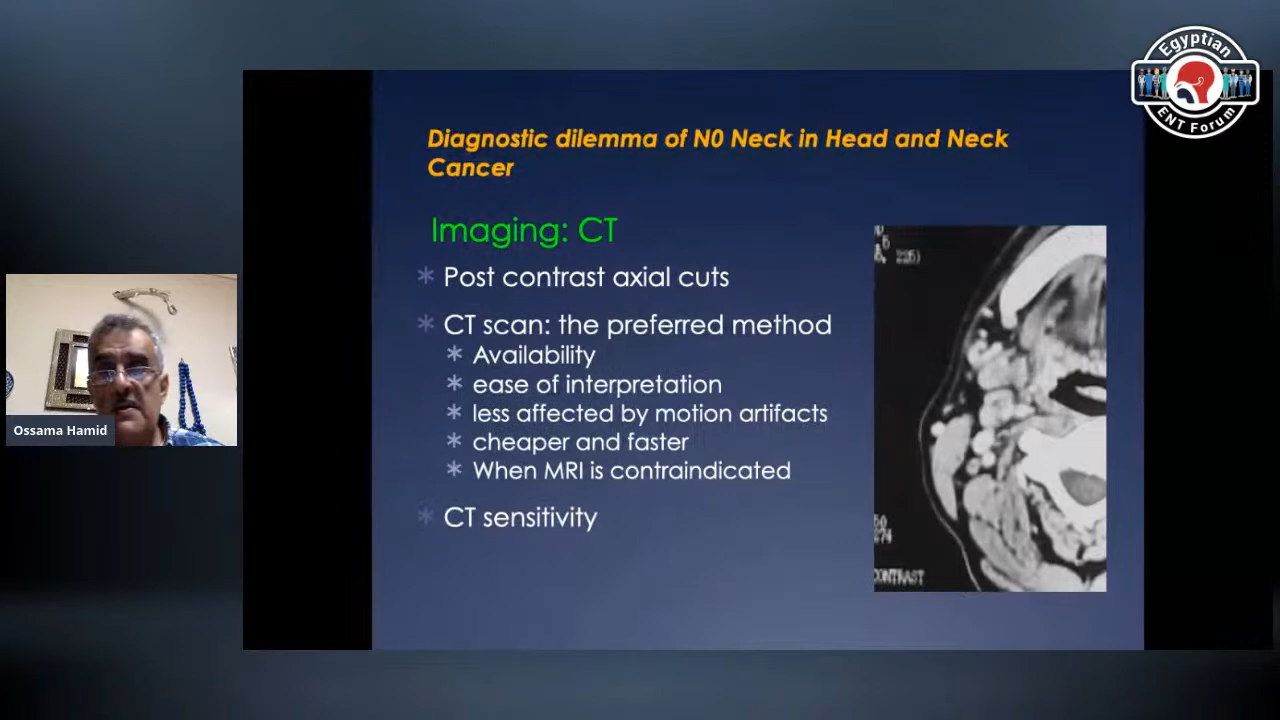 Egyptian
ENT Forum
Diagnostic dilemma of N0 Neck in Head and Neck
Cancer
Imaging: CT
* Post contrast axial cuts
* CT scan: the preferred method
* Availability
* ease of interpretation
* less affected by motion artifacts
* cheaper and faster
* When MRI is contraindicated
* CT sensitivity
CONTRAST
Ossama Hamid